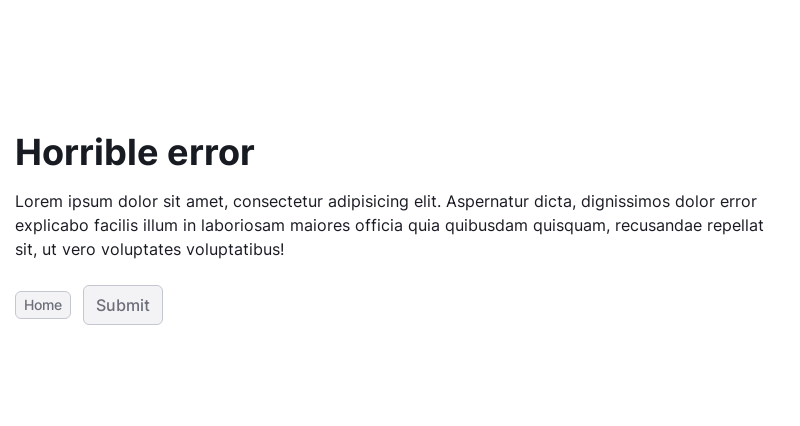 Horrible error
Lorem ipsum dolor sit amet, consectetur adipisicing elit. Aspernatur dicta, dignissimos dolor error
explicabo facilis illum in laboriosam maiores officia quia quibusdam quisquam, recusandae repellat
sit, ut vero voluptates voluptatibus!
Home Submit